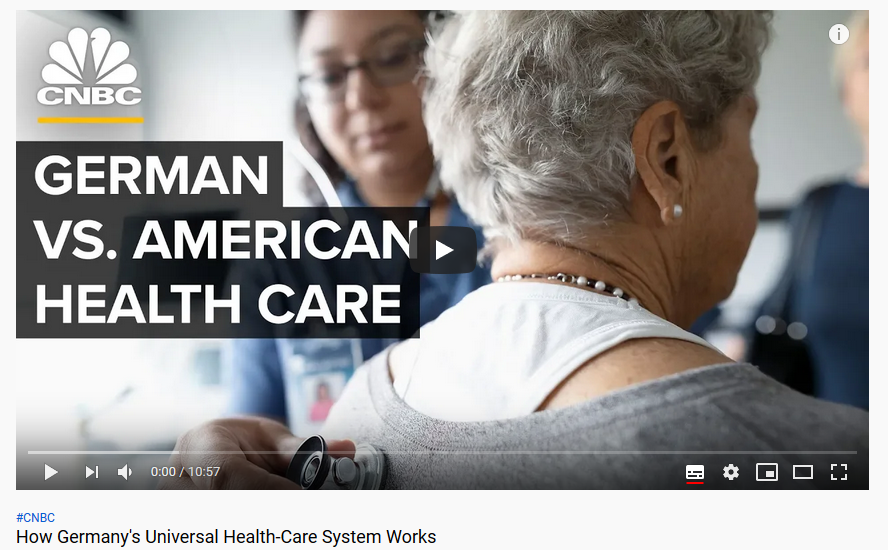 CNBC
GERMAN
VS. AMERICAN
HEALTH CARE
0:00 / 10:57
#CNBC
How Germany's Universal Health-Care System Works